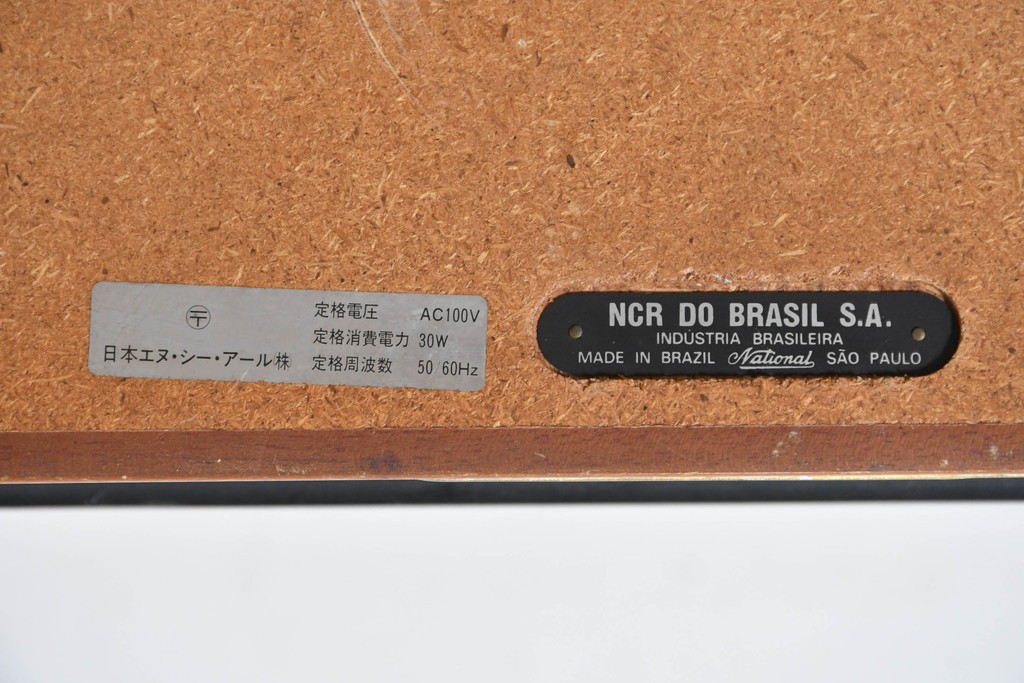 〒
日本エヌ・シー・アール㈱
定格電圧 AC100V
定格消費電力 30W
定格周波数 50/60Hz
NCR DO BRASIL S.A.
INDÚSTRIA BRASILEIRA
MADE IN BRAZIL National SÃO PAULO